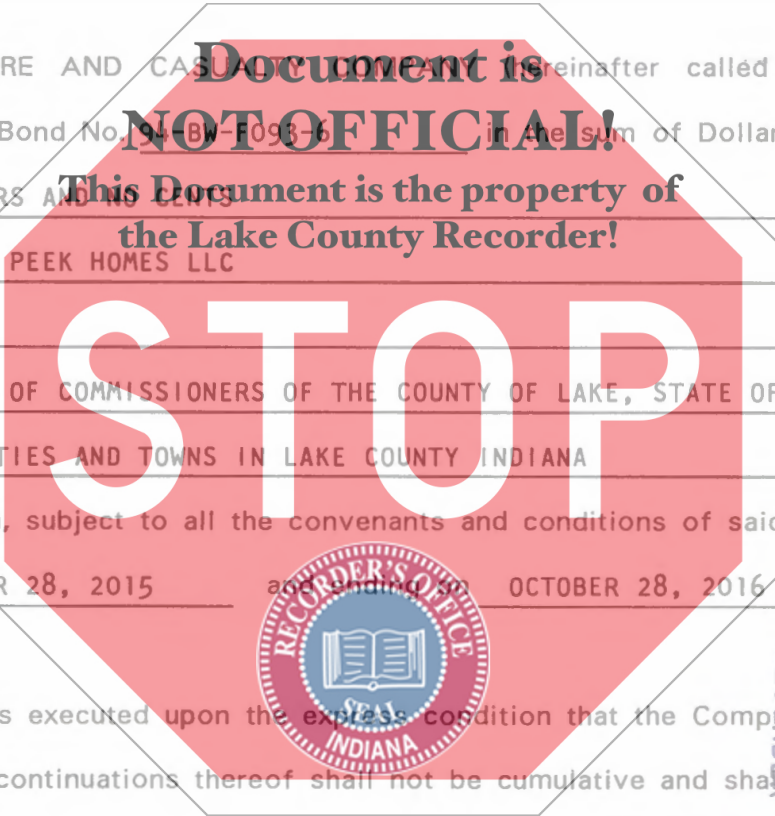 RE AND CASUALTY COMPANY hereinafter called
Document is
Bond No. 94-BW-F093-6 in the sum of Dollar
NOT OFFICIAL!
RS AND NO CENTS
This Document is the property of
the Lake County Recorder!
PEEK HOMES LLC
STOP
OF COMMISSIONERS OF THE COUNTY OF LAKE, STATE OF
TIES AND TOWNS IN LAKE COUNTY INDIANA
, subject to all the convenants and conditions of said
R 28, 2015 and ending on OCTOBER 28, 2016
RECORDER'S OFFICE
SEAL
INDIANA
s executed upon the express condition that the Comp
continuations thereof shall not be cumulative and sha